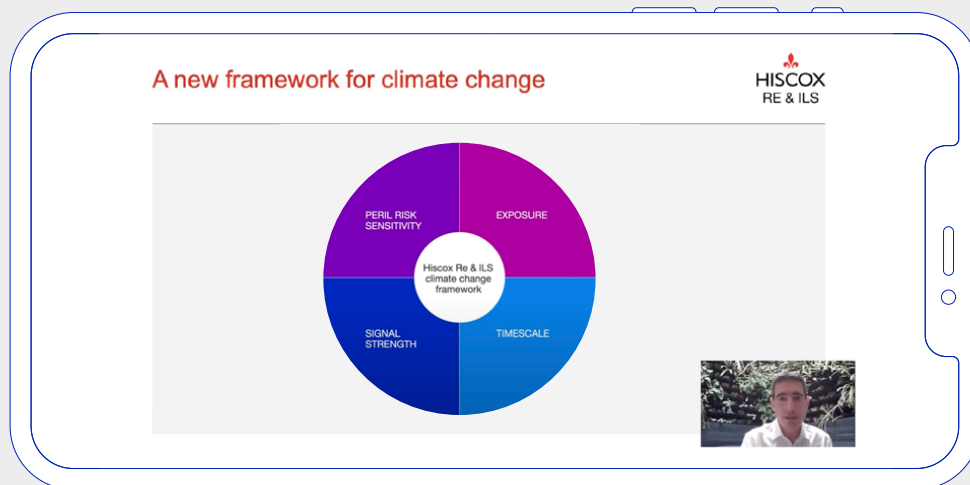 A new framework for climate change
HISCOX
RE & ILS
PERIL RISK
SENSITIVITY
EXPOSURE
Hiscox Re & ILS
climate change
framework
SIGNAL
STRENGTH
TIMESCALE